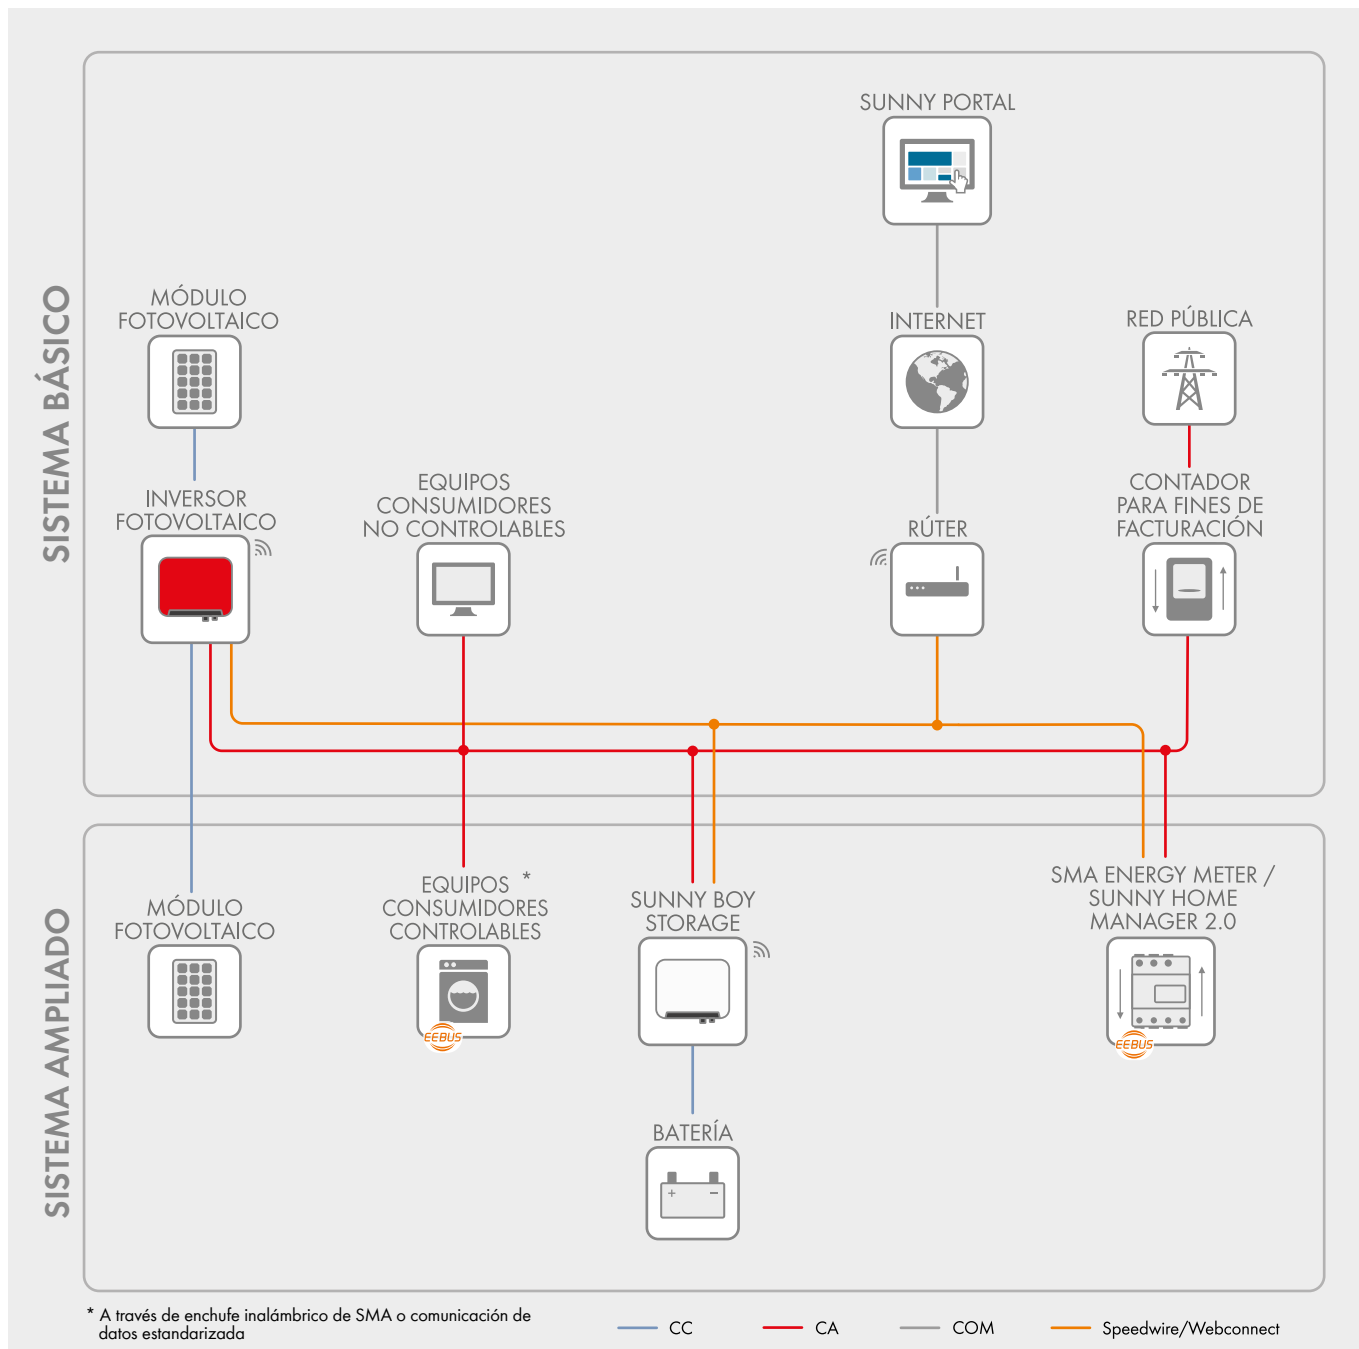 SISTEMA BÁSICO
SUNNY PORTAL
MÓDULO
FOTOVOLTAICO
INTERNET
RED PÚBLICA
INVERSOR
FOTOVOLTAICO
EQUIPOS
CONSUMIDORES
NO CONTROLABLES
RÚTER
CONTADOR
PARA FINES DE
FACTURACIÓN
SISTEMA AMPLIADO
MÓDULO
FOTOVOLTAICO
EQUIPOS *
CONSUMIDORES
CONTROLABLES
EEBUS
SUNNY BOY
STORAGE
SMA ENERGY METER /
SUNNY HOME
MANAGER 2.0
EEBUS
BATERÍA
+ −
* A través de enchufe inalámbrico de SMA o comunicación de
datos estandarizada
CC
CA
COM
Speedwire/Webconnect